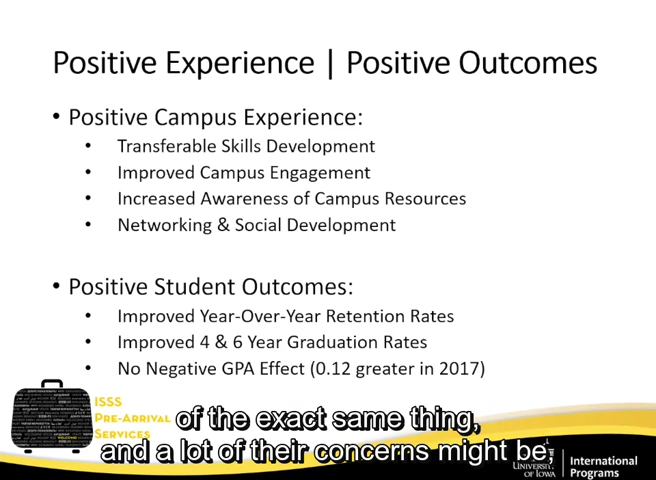 Positive Experience | Positive Outcomes
• Positive Campus Experience:
• Transferable Skills Development
• Improved Campus Engagement
• Increased Awareness of Campus Resources
• Networking & Social Development
• Positive Student Outcomes:
• Improved Year-Over-Year Retention Rates
• Improved 4 & 6 Year Graduation Rates
• No Negative GPA Effect (0.12 greater in 2017)
ISSS
PRE-ARRIVAL
SERVICES
of the exact same thing,
and a lot of their concerns might be,
UNIVERSITY
OF IOWA
International
Programs